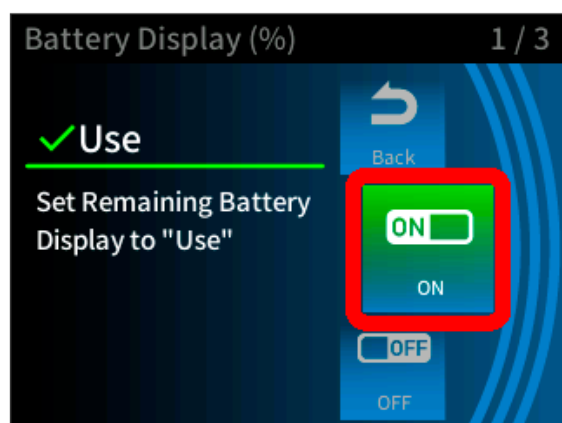 Battery Display (%)
1 / 3
✓Use
Set Remaining Battery
Display to "Use"
Back
ON
ON
OFF
OFF